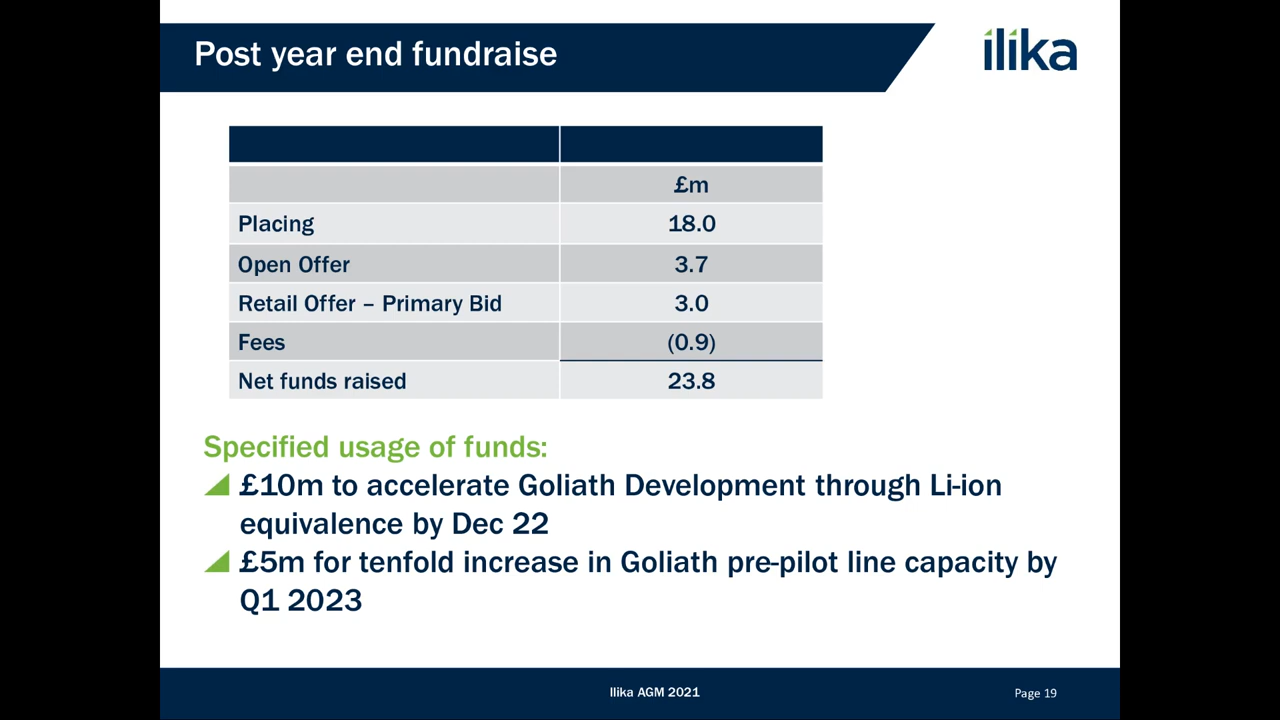 Post year end fundraise
ilika
£m
Placing 18.0
Open Offer 3.7
Retail Offer – Primary Bid 3.0
Fees (0.9)
Net funds raised 23.8
Specified usage of funds:
£10m to accelerate Goliath Development through Li-ion
equivalence by Dec 22
£5m for tenfold increase in Goliath pre-pilot line capacity by
Q1 2023
Ilika AGM 2021
Page 19